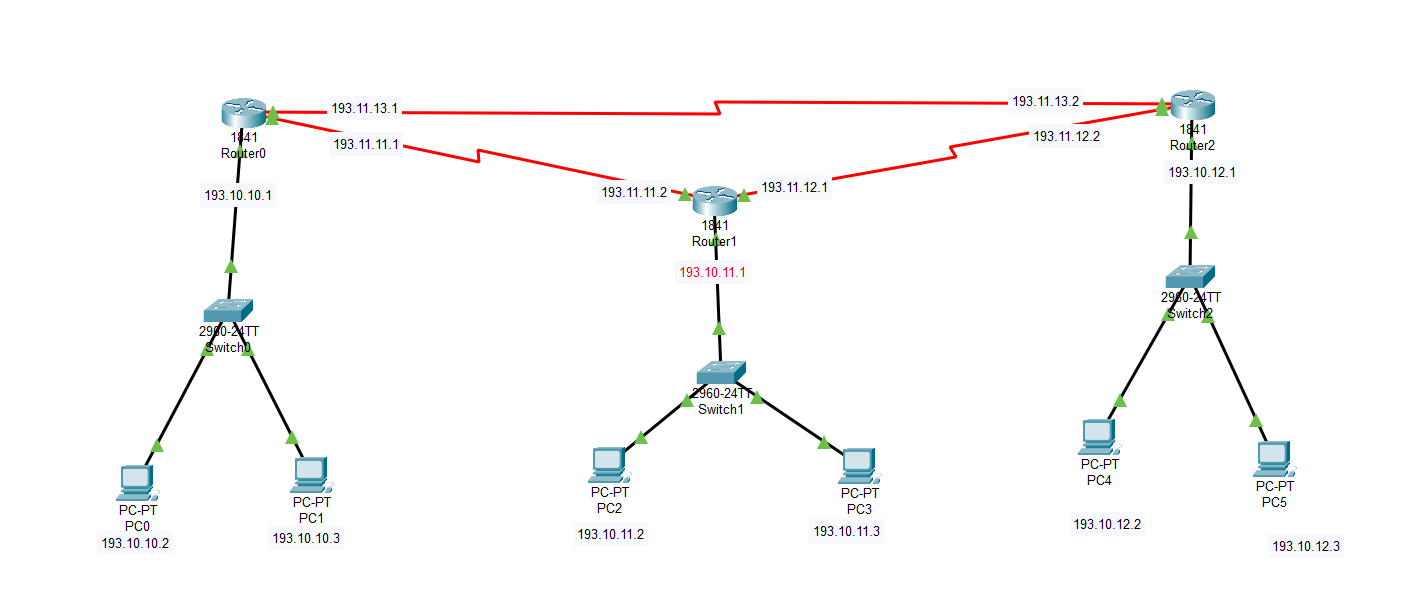 193.11.13.1
193.11.13.2
1841
Router0
193.11.11.1
1841
Router2
193.11.12.2
193.10.12.1
193.10.10.1
193.11.11.2
193.11.12.1
1841
Router1
193.10.11.1
2960-24TT
Switch0
2960-24TT
Switch1
2960-24TT
Switch2
PC-PT
PC0
193.10.10.2
PC-PT
PC1
193.10.10.3
PC-PT
PC2
193.10.11.2
PC-PT
PC3
193.10.11.3
PC-PT
PC4
193.10.12.2
PC-PT
PC5
193.10.12.3